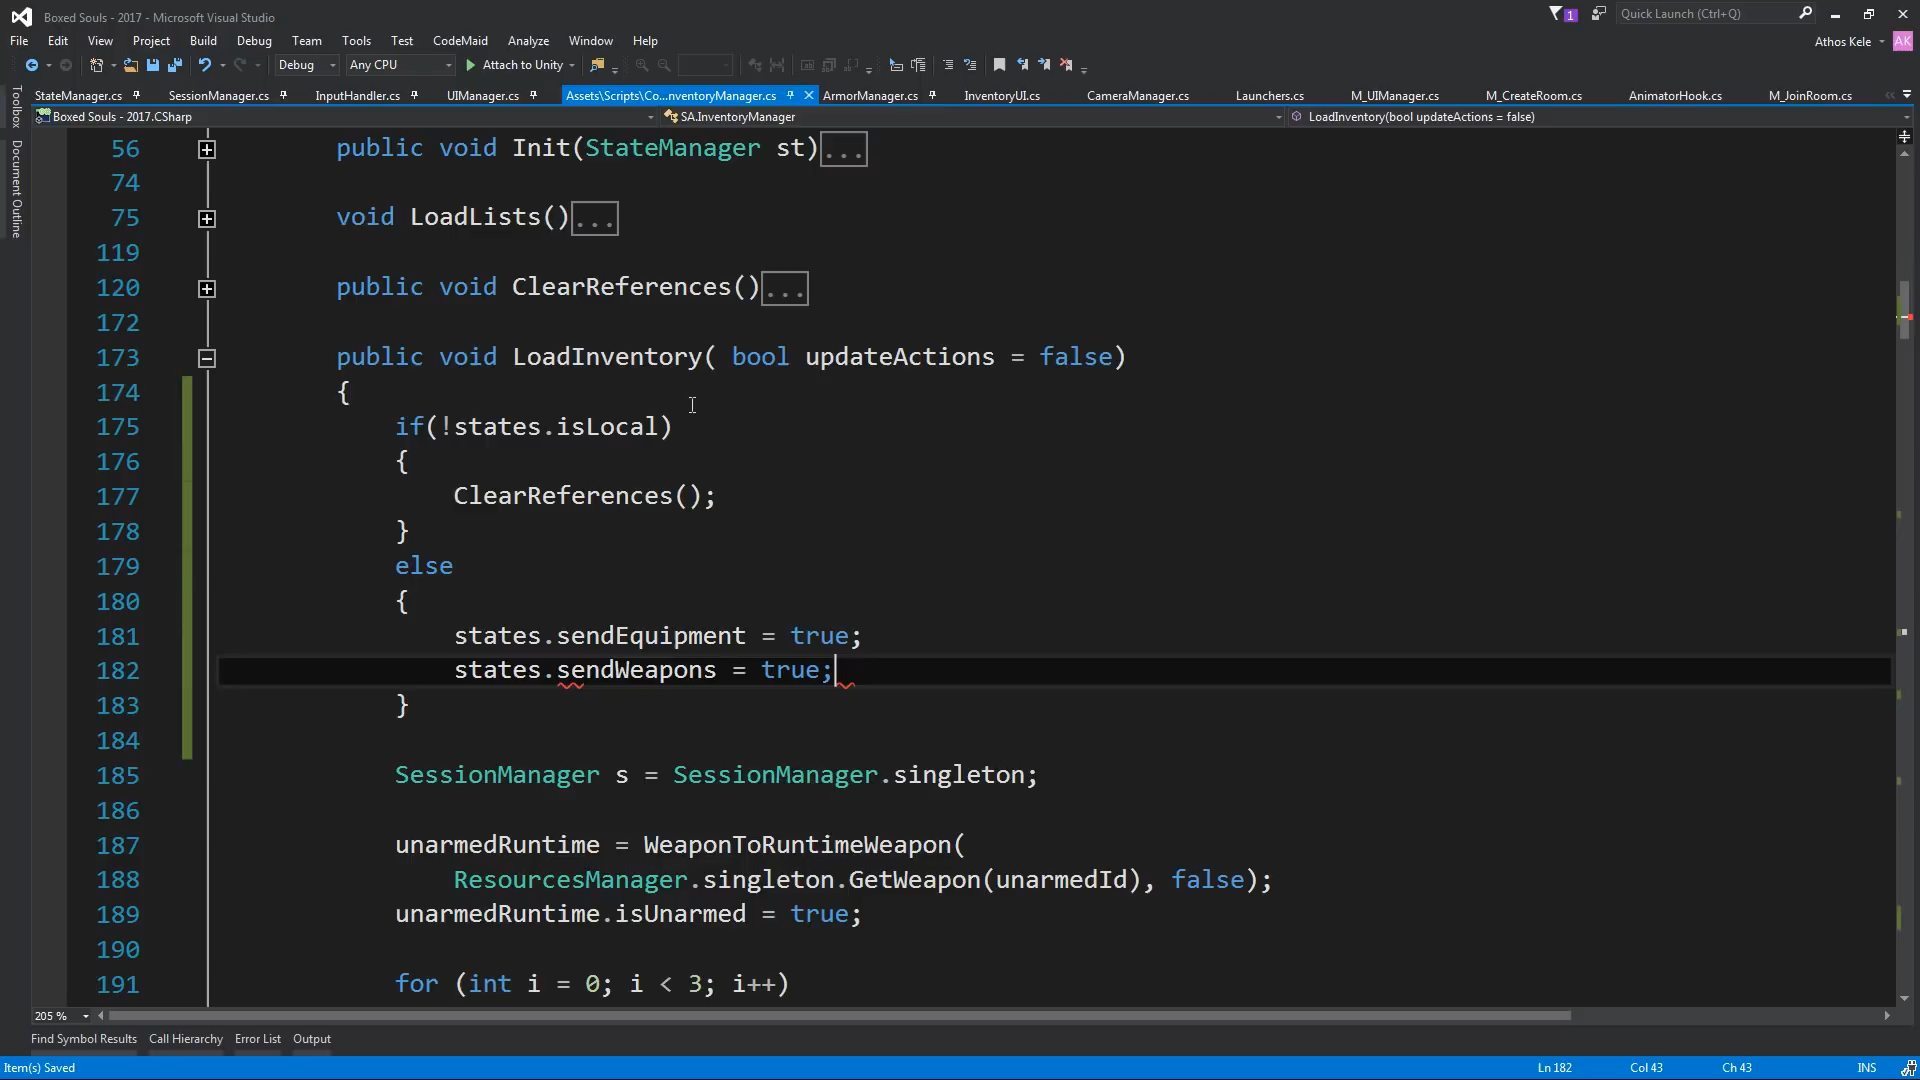 Boxed Souls - 2017 - Microsoft Visual Studio
1
Quick Launch (Ctrl+Q)
File Edit View Project Build Debug Team Tools Test CodeMaid Analyze Window Help
Athos Kele AK
Debug Any CPU Attach to Unity
StateManager.cs SessionManager.cs InputHandler.cs UIManager.cs Assets\Scripts\Co...nventoryManager.cs ArmorManager.cs InventoryUI.cs CameraManager.cs Launchers.cs M_UIManager.cs M_CreateRoom.cs AnimatorHook.cs M_JoinRoom.cs
Boxed Souls - 2017.CSharp SA.InventoryManager LoadInventory(bool updateActions = false)
Toolbox
Document Outline
56 public void Init(StateManager st)...
74
75 void LoadLists()...
119
120 public void ClearReferences()...
172
173 public void LoadInventory( bool updateActions = false)
174 {
175 if(!states.isLocal)
176 {
177 ClearReferences();
178 }
179 else
180 {
181 states.sendEquipment = true;
182 states.sendWeapons = true;
183 }
184
185 SessionManager s = SessionManager.singleton;
186
187 unarmedRuntime = WeaponToRuntimeWeapon(
188 ResourcesManager.singleton.GetWeapon(unarmedId), false);
189 unarmedRuntime.isUnarmed = true;
190
191 for (int i = 0; i < 3; i++)
205 %
Find Symbol Results Call Hierarchy Error List Output
Item(s) Saved Ln 182 Col 43 Ch 43 INS